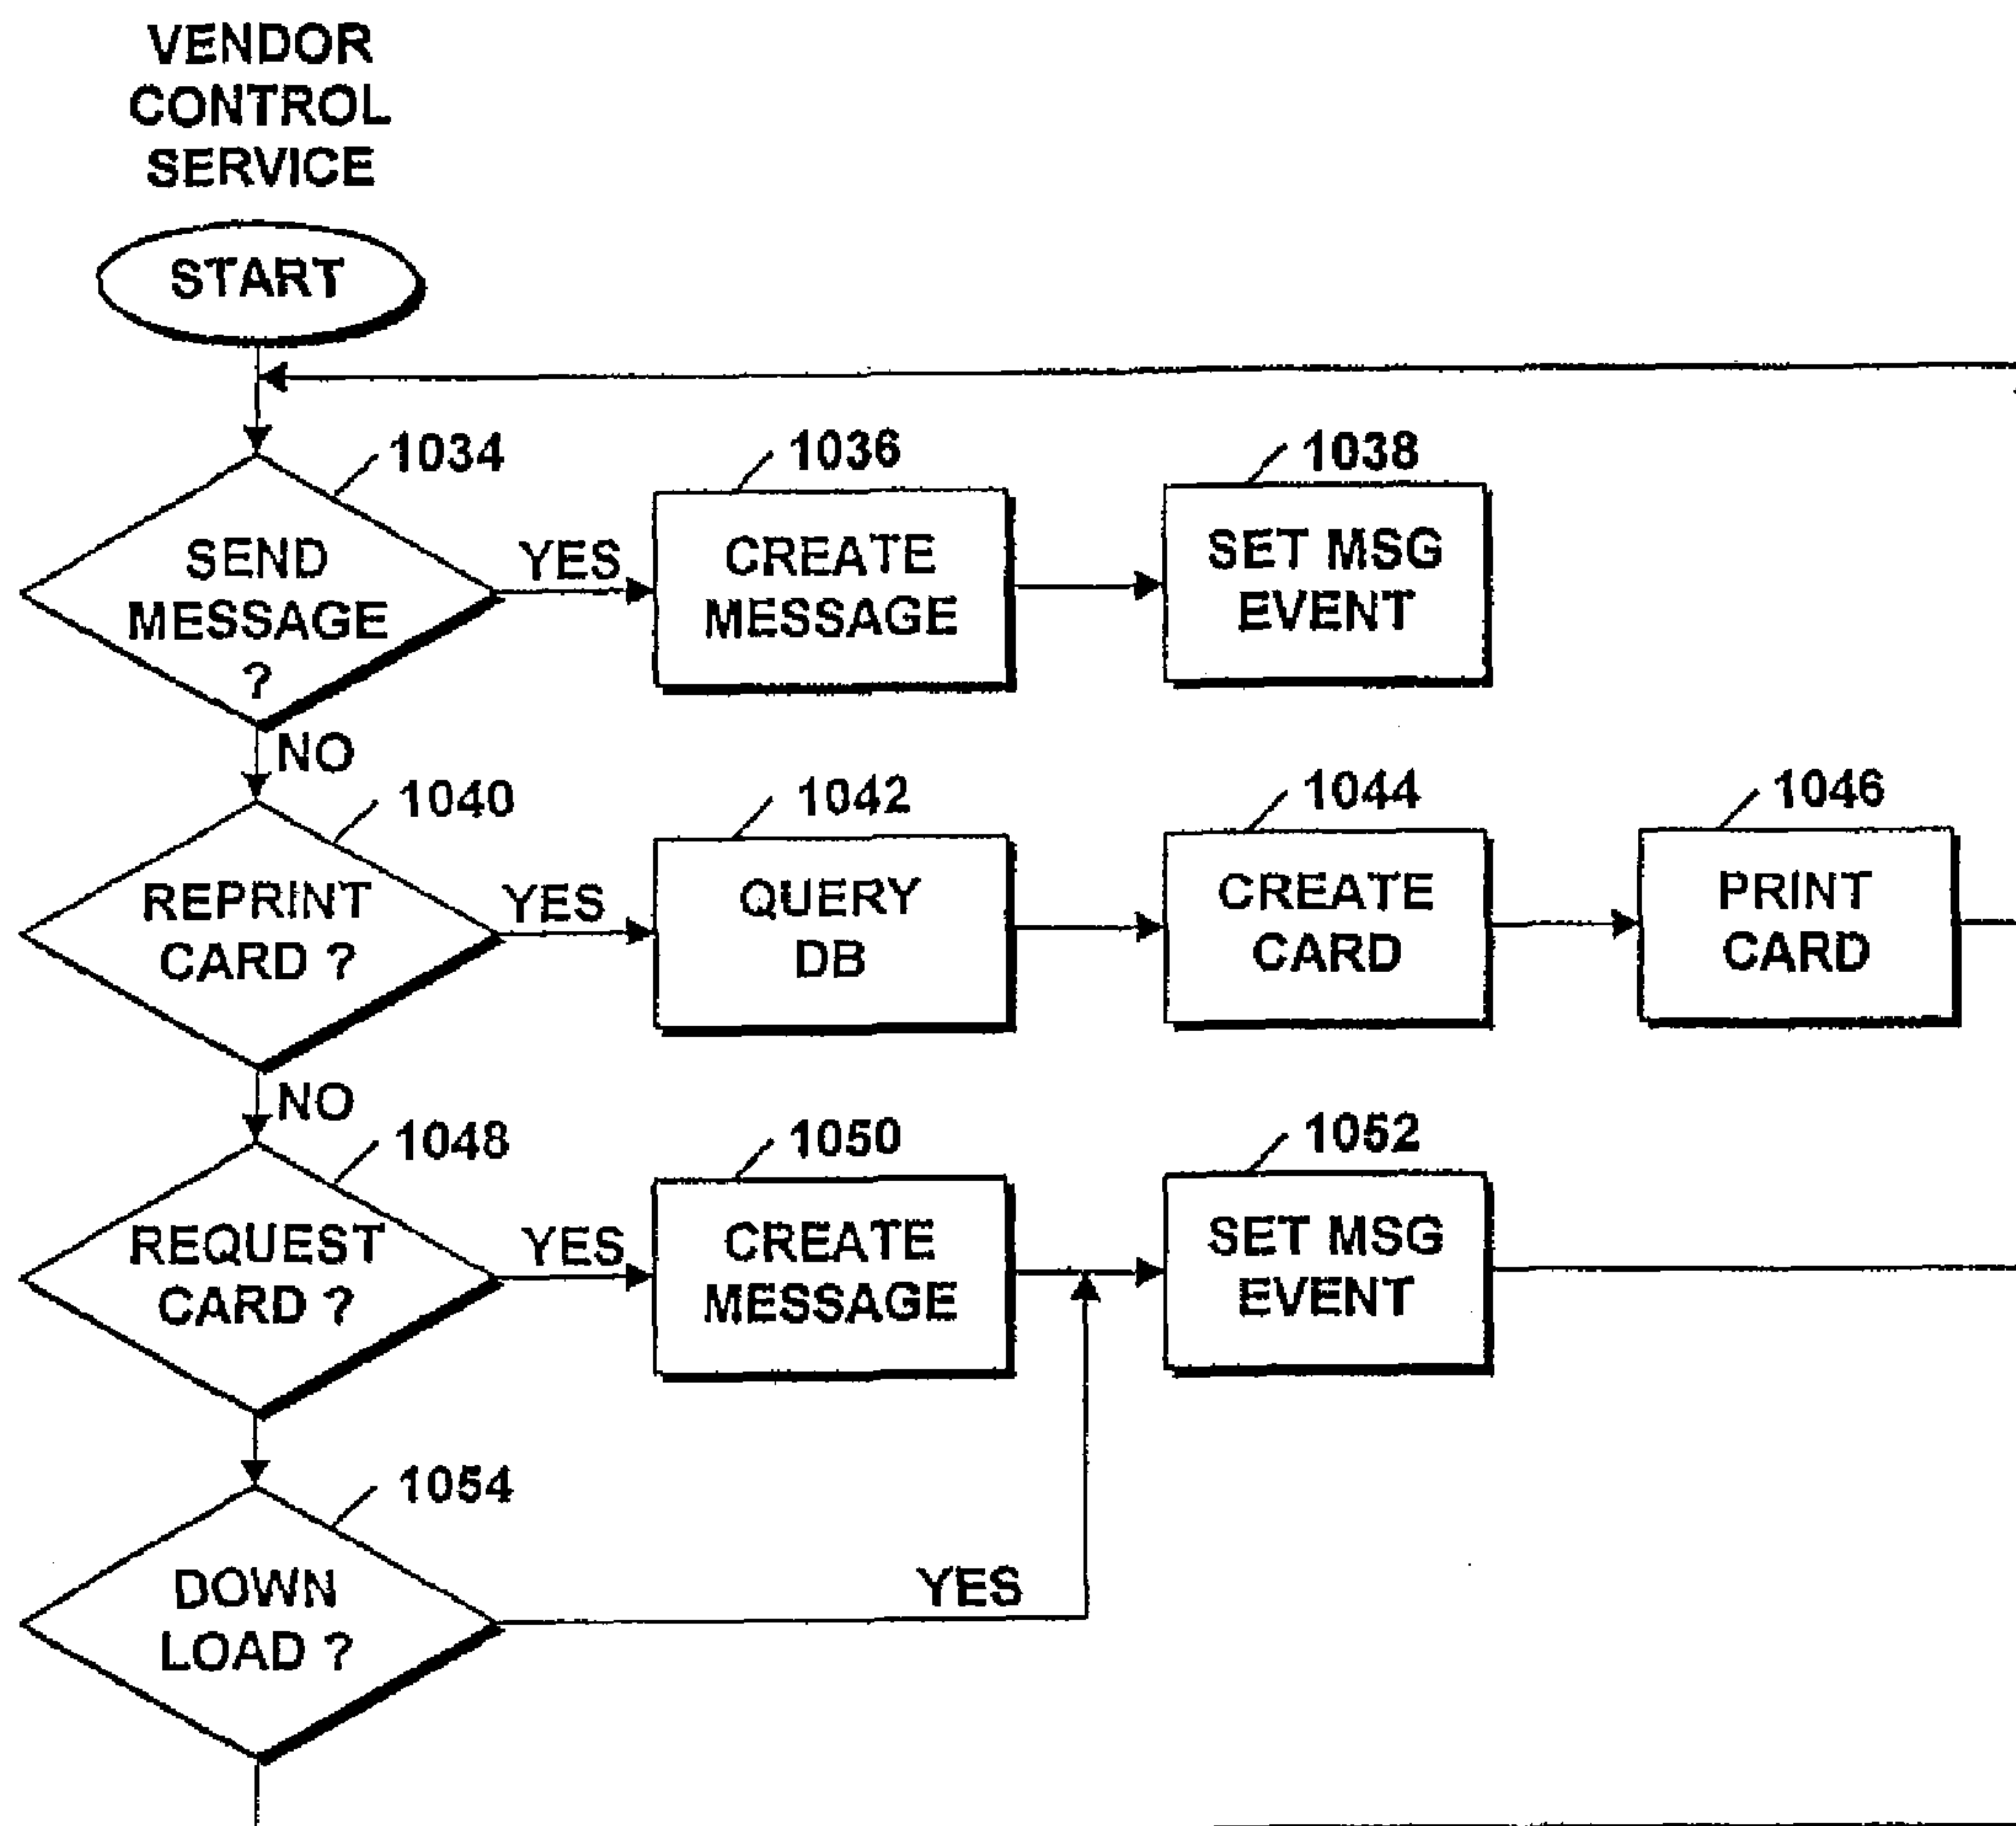 VENDOR
CONTROL
SERVICE
START
1034
1036
1038
SEND
MESSAGE
?
YES
CREATE
MESSAGE
SET MSG
EVENT
NO
1040
1042
1044
1046
REPRINT
CARD ?
YES
QUERY
DB
CREATE
CARD
PRINT
CARD
NO
1048
1050
1052
REQUEST
CARD ?
YES
CREATE
MESSAGE
SET MSG
EVENT
1054
DOWN
LOAD ?
YES